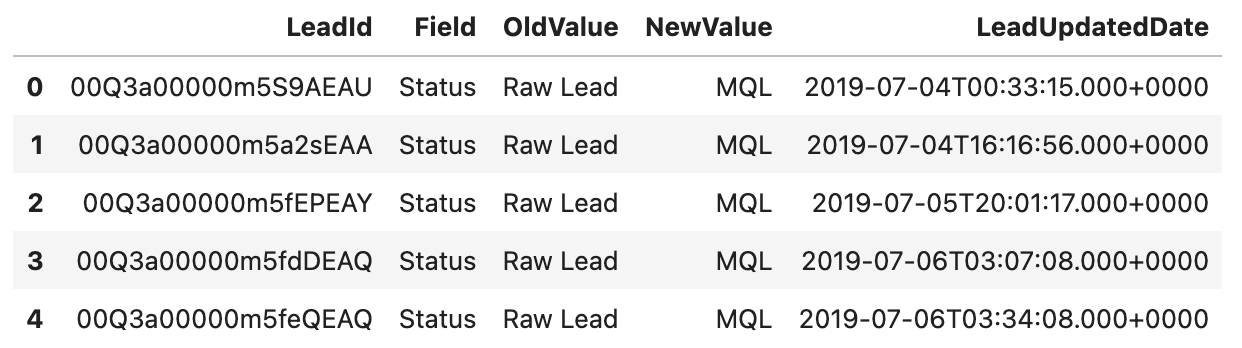 LeadId Field OldValue NewValue LeadUpdatedDate
0 00Q3a00000m5S9AEAU Status Raw Lead MQL 2019-07-04T00:33:15.000+0000
1 00Q3a00000m5a2sEAA Status Raw Lead MQL 2019-07-04T16:16:56.000+0000
2 00Q3a00000m5fEPEAY Status Raw Lead MQL 2019-07-05T20:01:17.000+0000
3 00Q3a00000m5fdDEAQ Status Raw Lead MQL 2019-07-06T03:07:08.000+0000
4 00Q3a00000m5feQEAQ Status Raw Lead MQL 2019-07-06T03:34:08.000+0000